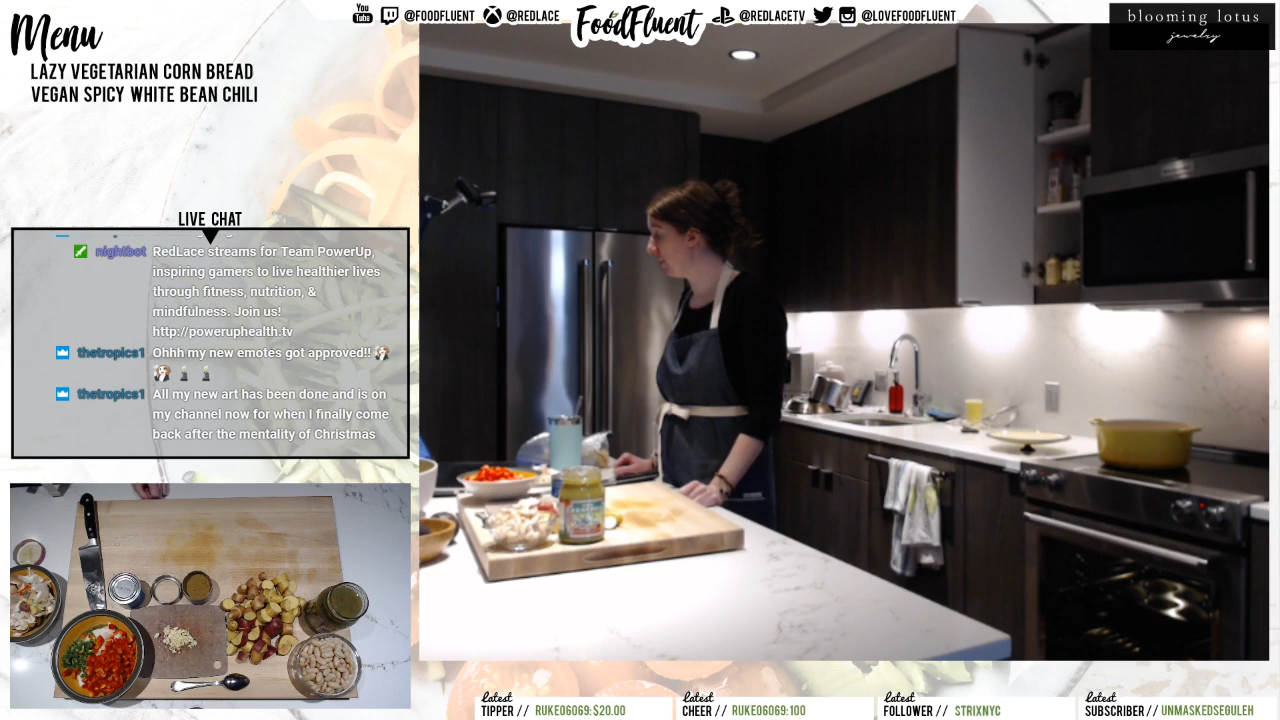 Menu
LAZY VEGETARIAN CORN BREAD
VEGAN SPICY WHITE BEAN CHILI
You Tube @FOODFLUENT @REDLACE FoodFluent @REDLACETV @LOVEFOODFLUENT
blooming lotus
jewelry
LIVE CHAT
nightbot RedLace streams for Team PowerUp,
inspiring gamers to live healthier lives
through fitness, nutrition, &
mindfulness. Join us!
http://poweruphealth.tv
thetropics1 Ohhh my new emotes got approved!!
thetropics1 All my new art has been done and is on
my channel now for when I finally come
back after the mentality of Christmas
latest
TIPPER // RUKE06069: $20.00
latest
CHEER // RUKE06069: 100
latest
FOLLOWER // STRIXNYC
latest
SUBSCRIBER // UNMASKEDSEGULEH